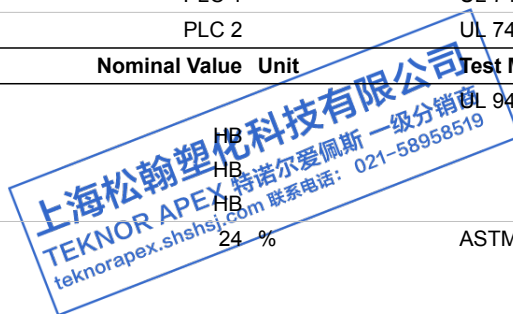 PLC 2
UL 74
Nominal Value Unit
Test M
UL 94
HB
HB
HB
24 %
ASTM
上海松翰塑化科技有限公司
TEKNOR APEX 特诺尔爱佩斯 一级分销商
teknorapex.shshsj.com 联系电话: 021-58958519